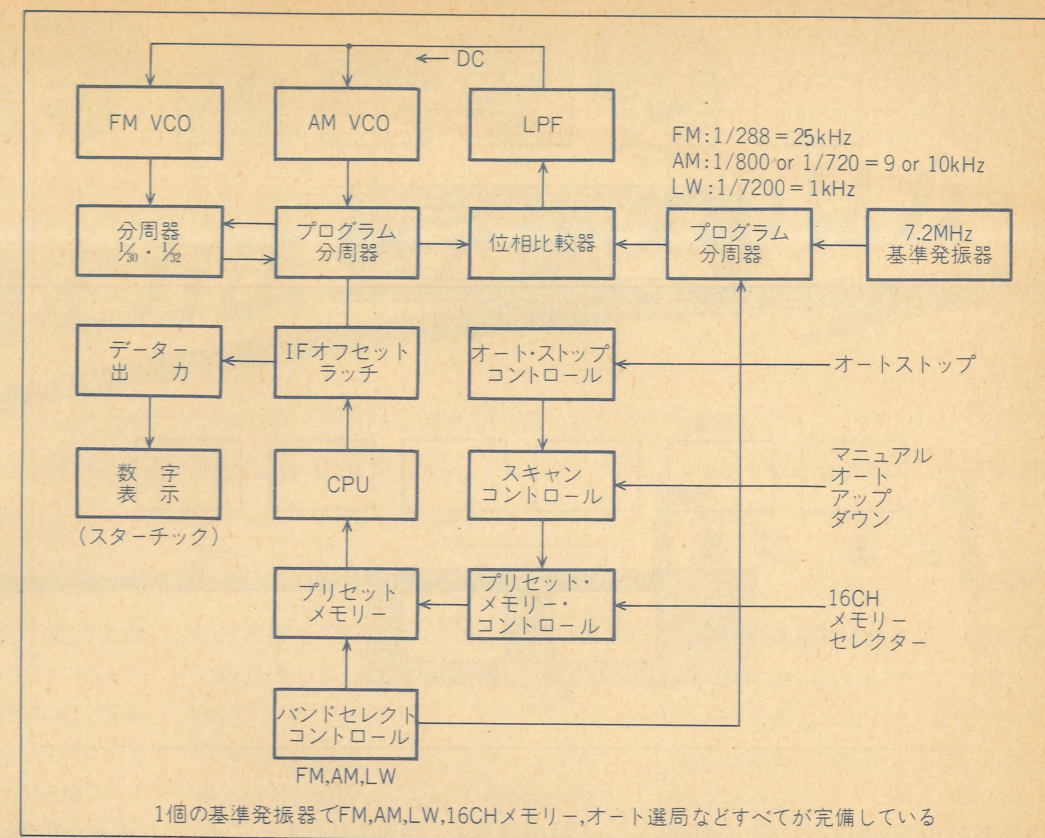 ← DC
FM VCO
AM VCO
LPF
FM:1/288=25kHz
AM:1/800 or 1/720=9 or 10kHz
LW:1/7200=1kHz
分周器
1/30・1/32
プログラム
分周器
位相比較器
プログラム
分周器
7.2MHz
基準発振器
データー
出 力
IFオフセット
ラッチ
オート・ストップ
コントロール
オートストップ
数 字
表 示
(スターチック)
CPU
スキャン
コントロール
マニュアル
オート
アップ
ダウン
プリセット
メモリー
プリセット・
メモリー・
コントロール
16CH
メモリー
セレクター
バンドセレクト
コントロール
FM,AM,LW
1個の基準発振器でFM,AM,LW,16CHメモリー,オート選局などすべてが完備している